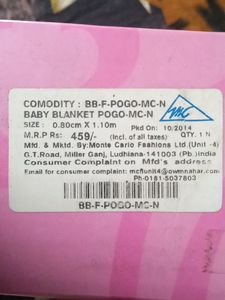 COMODITY : BB-F-POGO-MC-N
BABY BLANKET POGO-MC-N
SIZE : 0.80cm X 1.10m
Pkd On: 10/2014
M.R.P Rs: 459/- (Incl. of all taxes) QTY. 1 N
Mfd. & Mktd. By:Monte Carlo Fashions Ltd.(Unit -4)
G.T.Road, Miller Ganj, Ludhiana-141003 (Pb.)India
Consumer Complaint on Mfd's address
Email for consumer complaint: mcflunit4@owmnahar.com
Ph-0161-5037803
BB-F-POGO-MC-N